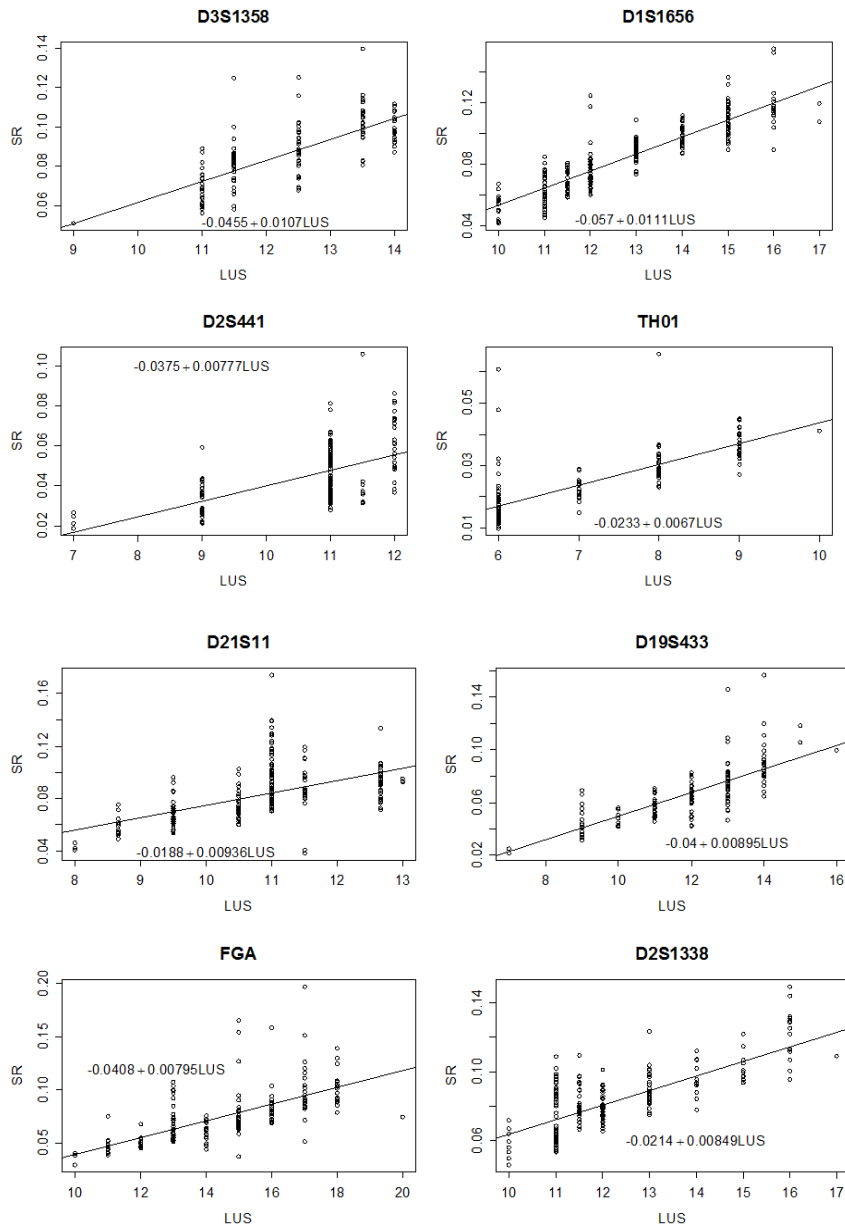 D3S1358
SR
0.06 0.08 0.10 0.12 0.14
-0.0455 + 0.0107LUS
9 10 11 12 13 14
LUS
D1S1656
SR
0.04 0.08 0.12
-0.057 + 0.0111LUS
10 11 12 13 14 15 16 17
LUS
D2S441
SR
0.02 0.04 0.06 0.08 0.10
-0.0375 + 0.00777LUS
7 8 9 10 11 12
LUS
TH01
SR
0.01 0.03 0.05
-0.0233 + 0.0067LUS
6 7 8 9 10
LUS
D21S11
SR
0.04 0.08 0.12 0.16
-0.0188 + 0.00936LUS
8 9 10 11 12 13
LUS
D19S433
SR
0.02 0.06 0.10 0.14
-0.04 + 0.00895LUS
8 10 12 14 16
LUS
FGA
SR
0.05 0.10 0.15 0.20
-0.0408 + 0.00795LUS
10 12 14 16 18 20
LUS
D2S1338
SR
0.06 0.10 0.14
-0.0214 + 0.00849LUS
10 11 12 13 14 15 16 17
LUS